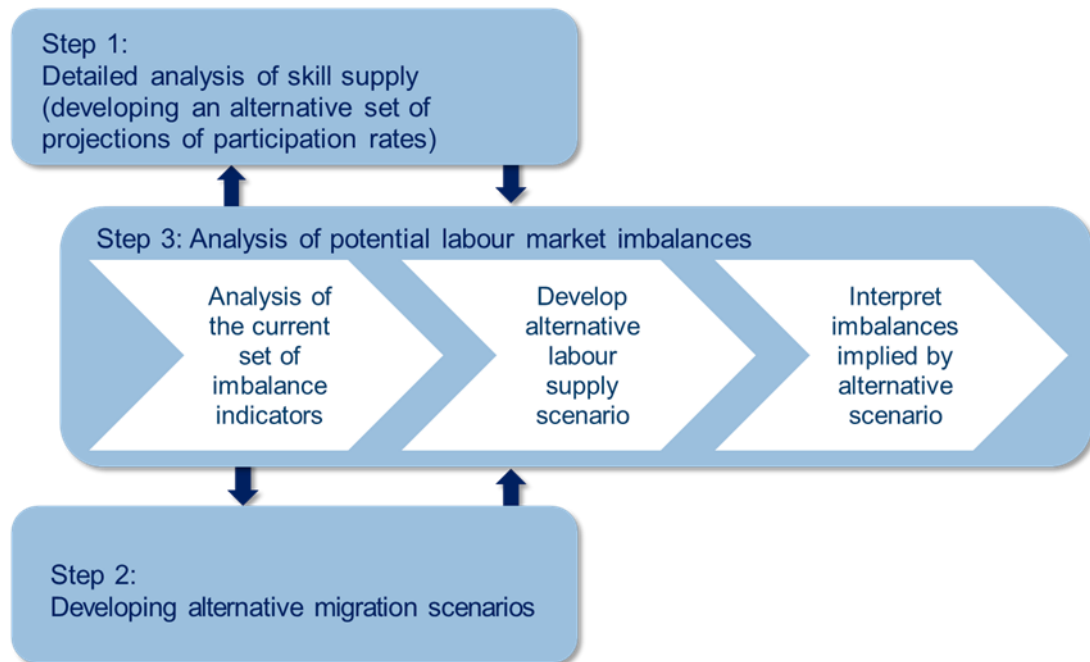 Step 1:
Detailed analysis of skill supply
(developing an alternative set of
projections of participation rates)
Step 3: Analysis of potential labour market imbalances
Analysis of
the current
set of
imbalance
indicators
Develop
alternative
labour
supply
scenario
Interpret
imbalances
implied by
alternative
scenario
Step 2:
Developing alternative migration scenarios